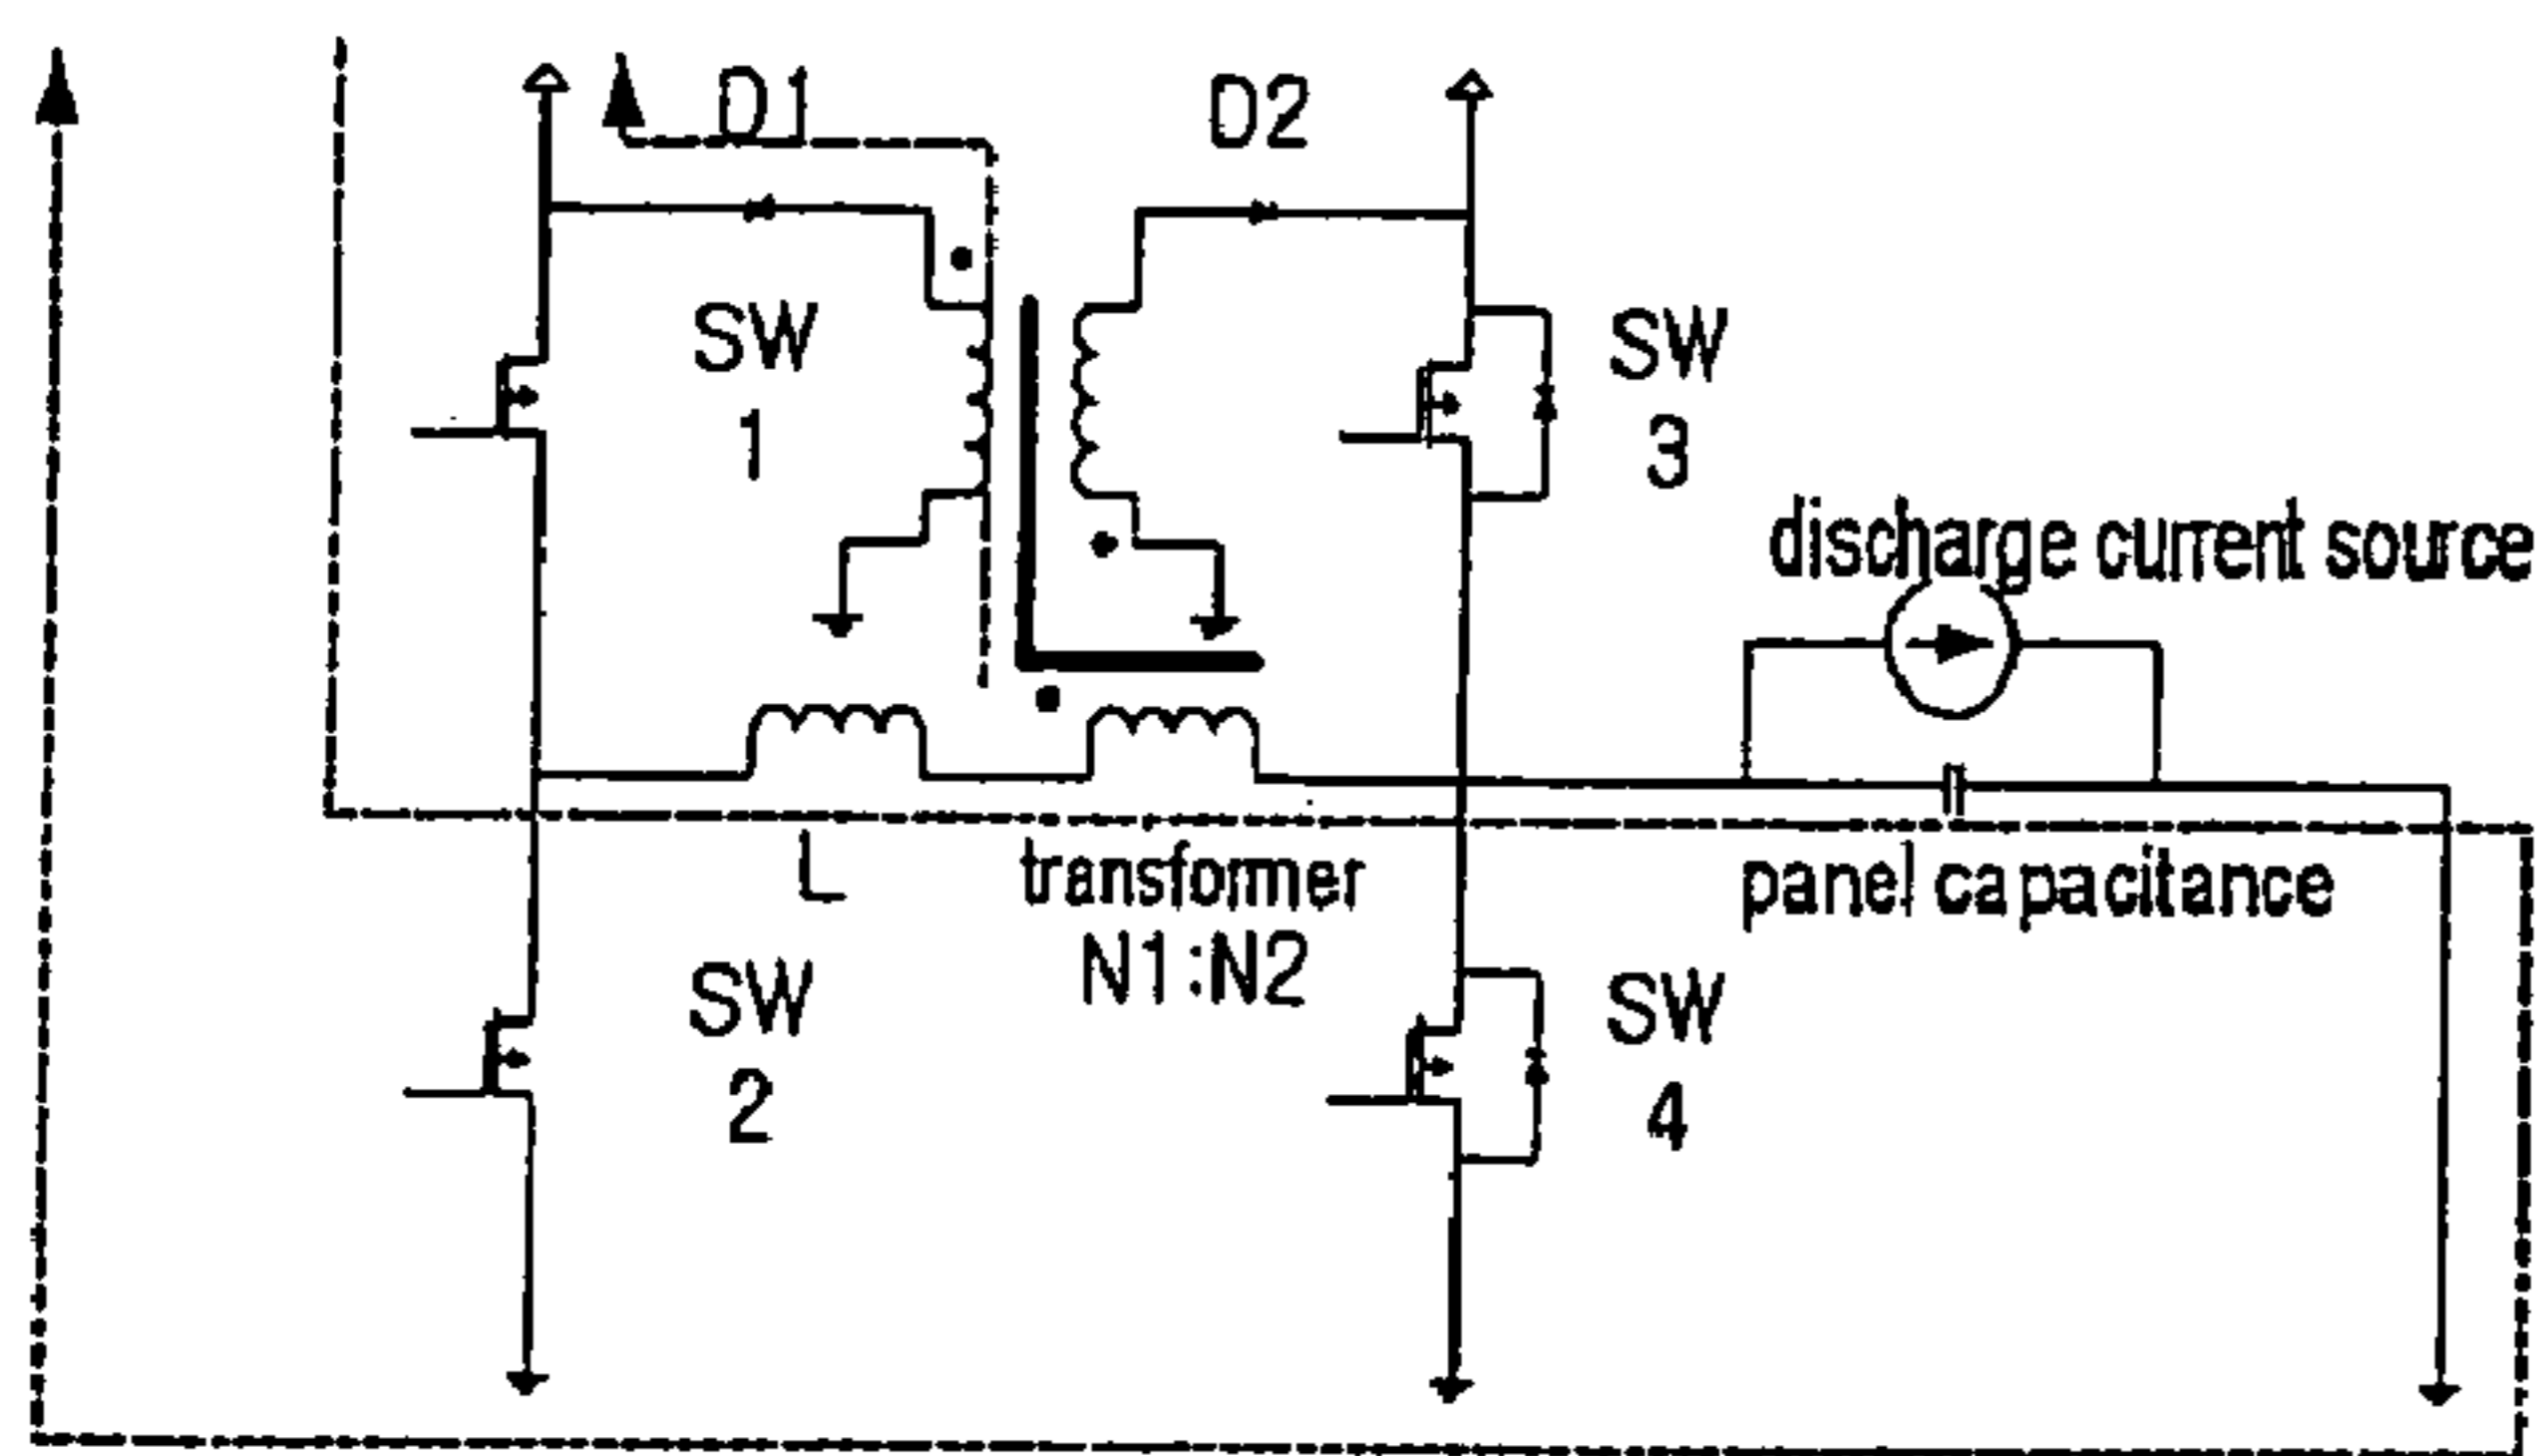 D1
D2
SW
1
SW
3
discharge current source
L
transformer
N1:N2
panel capacitance
SW
2
SW
4